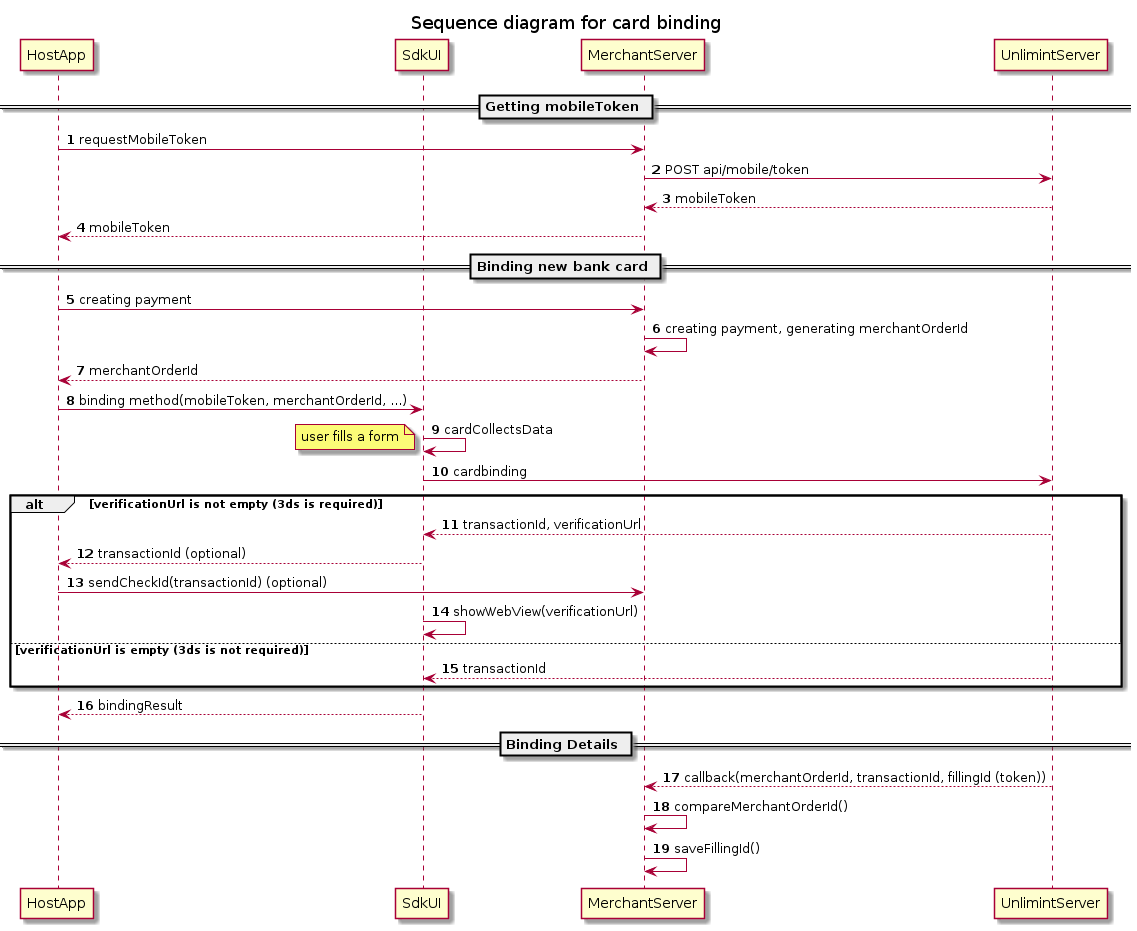 Sequence diagram for card binding
HostApp SdkUI MerchantServer UnlimintServer
Getting mobileToken
1 requestMobileToken
2 POST api/mobile/token
3 mobileToken
4 mobileToken
Binding new bank card
5 creating payment
6 creating payment, generating merchantOrderId
7 merchantOrderId
8 binding method(mobileToken, merchantOrderId, ...)
9 cardCollectsData
user fills a form
10 cardbinding
alt [verificationUrl is not empty (3ds is required)]
11 transactionId, verificationUrl
12 transactionId (optional)
13 sendCheckId(transactionId) (optional)
14 showWebView(verificationUrl)
[verificationUrl is empty (3ds is not required)]
15 transactionId
16 bindingResult
Binding Details
17 callback(merchantOrderId, transactionId, fillingId (token))
18 compareMerchantOrderId()
19 saveFillingId()
HostApp SdkUI MerchantServer UnlimintServer